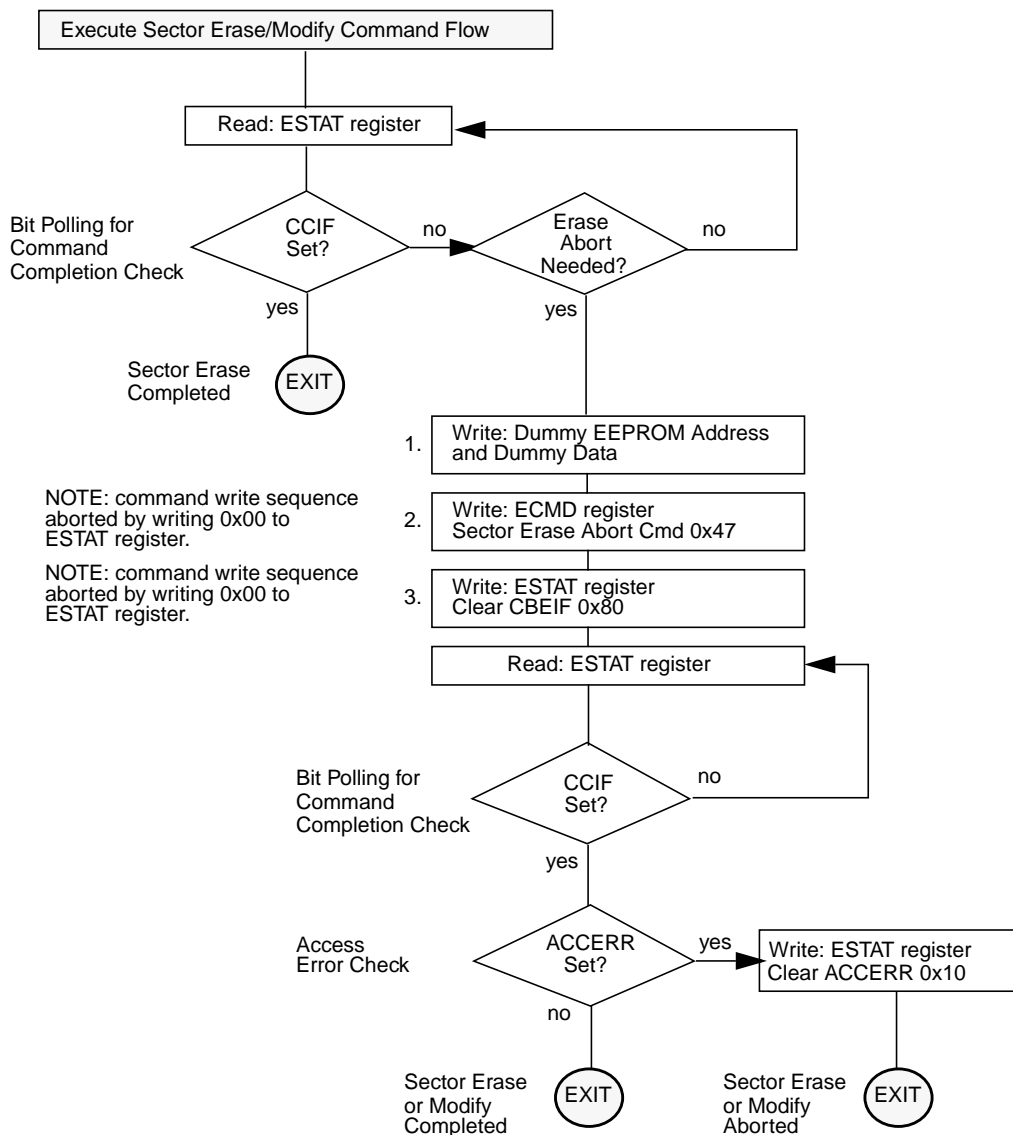 Execute Sector Erase/Modify Command Flow
Read: ESTAT register
Bit Polling for
Command
Completion Check
CCIF
Set?
no
Erase
Abort
Needed?
no
yes
yes
Sector Erase
Completed
EXIT
1.
Write: Dummy EEPROM Address
and Dummy Data
NOTE: command write sequence
aborted by writing 0x00 to
ESTAT register.
2.
Write: ECMD register
Sector Erase Abort Cmd 0x47
NOTE: command write sequence
aborted by writing 0x00 to
ESTAT register.
3.
Write: ESTAT register
Clear CBEIF 0x80
Read: ESTAT register
Bit Polling for
Command
Completion Check
CCIF
Set?
no
yes
Access
Error Check
ACCERR
Set?
yes
Write: ESTAT register
Clear ACCERR 0x10
no
Sector Erase
or Modify
Completed
EXIT
Sector Erase
or Modify
Aborted
EXIT